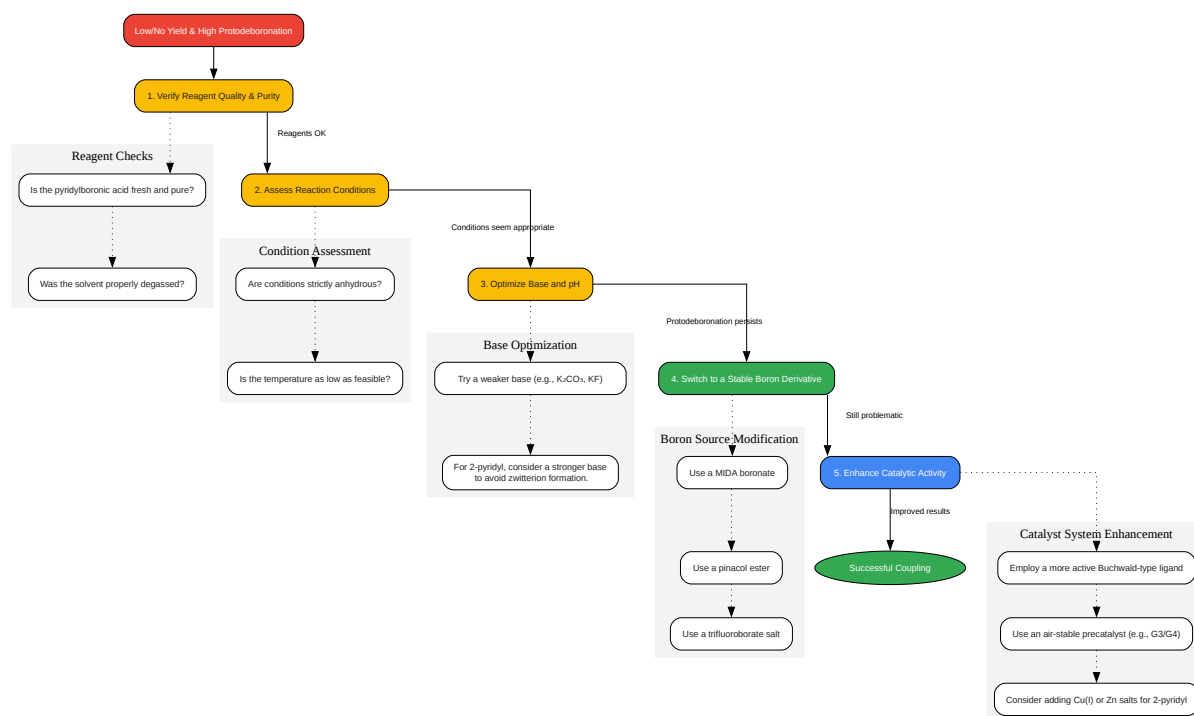 Low/No Yield & High Protodeboronation
1. Verify Reagent Quality & Purity
Reagents OK
Reagent Checks
Is the pyridylboronic acid fresh and pure?
Was the solvent properly degassed?
2. Assess Reaction Conditions
Conditions seem appropriate
Condition Assessment
Are conditions strictly anhydrous?
Is the temperature as low as feasible?
3. Optimize Base and pH
Protodeboronation persists
Base Optimization
Try a weaker base (e.g., K₂CO₃, KF)
For 2-pyridyl, consider a stronger base
to avoid zwitterion formation.
4. Switch to a Stable Boron Derivative
Still problematic
Boron Source Modification
Use a MIDA boronate
Use a pinacol ester
Use a trifluoroborate salt
5. Enhance Catalytic Activity
Improved results
Successful Coupling
Catalyst System Enhancement
Employ a more active Buchwald-type ligand
Use an air-stable precatalyst (e.g., G3/G4)
Consider adding Cu(I) or Zn salts for 2-pyridyl